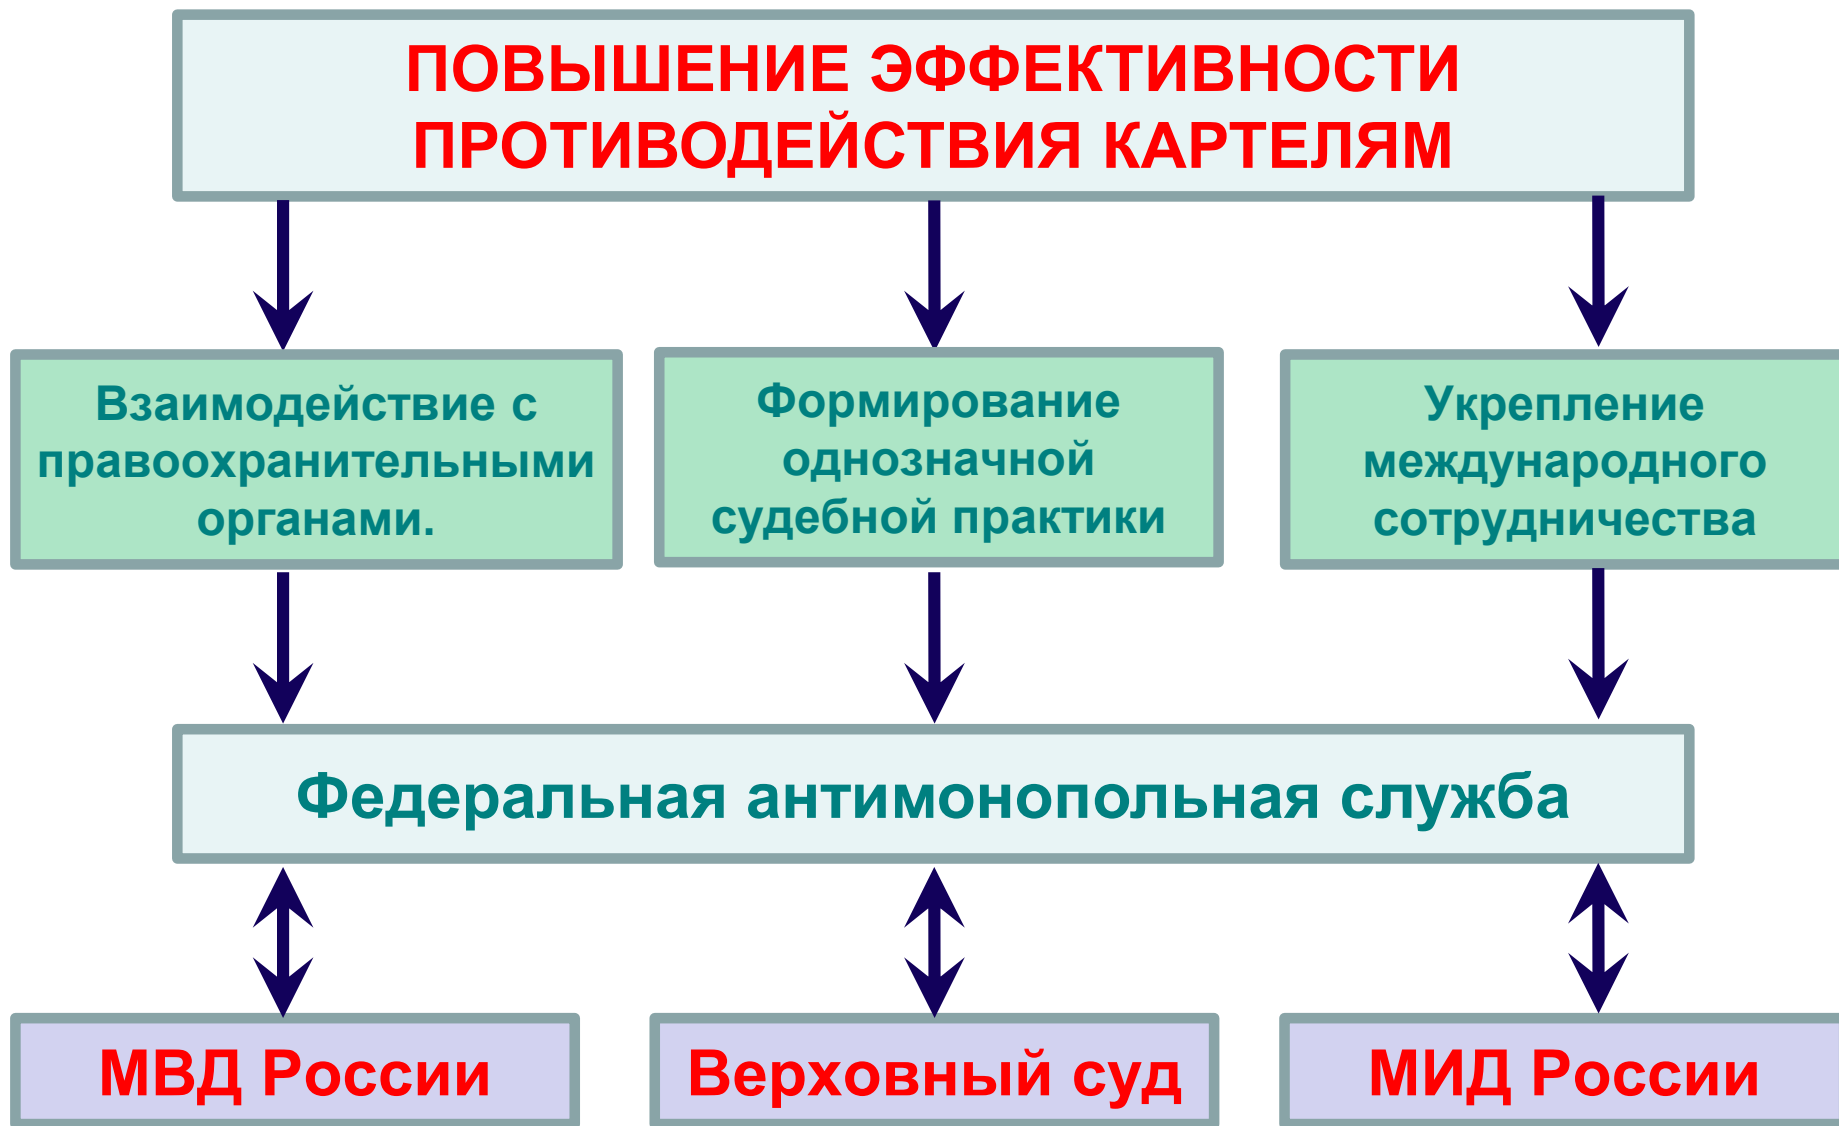 ПОВЫШЕНИЕ ЭФФЕКТИВНОСТИ
ПРОТИВОДЕЙСТВИЯ КАРТЕЛЯМ
Взаимодействие с
правоохранительными
органами.
Формирование
однозначной
судебной практики
Укрепление
международного
сотрудничества
Федеральная антимонопольная служба
МВД России
Верховный суд
МИД России